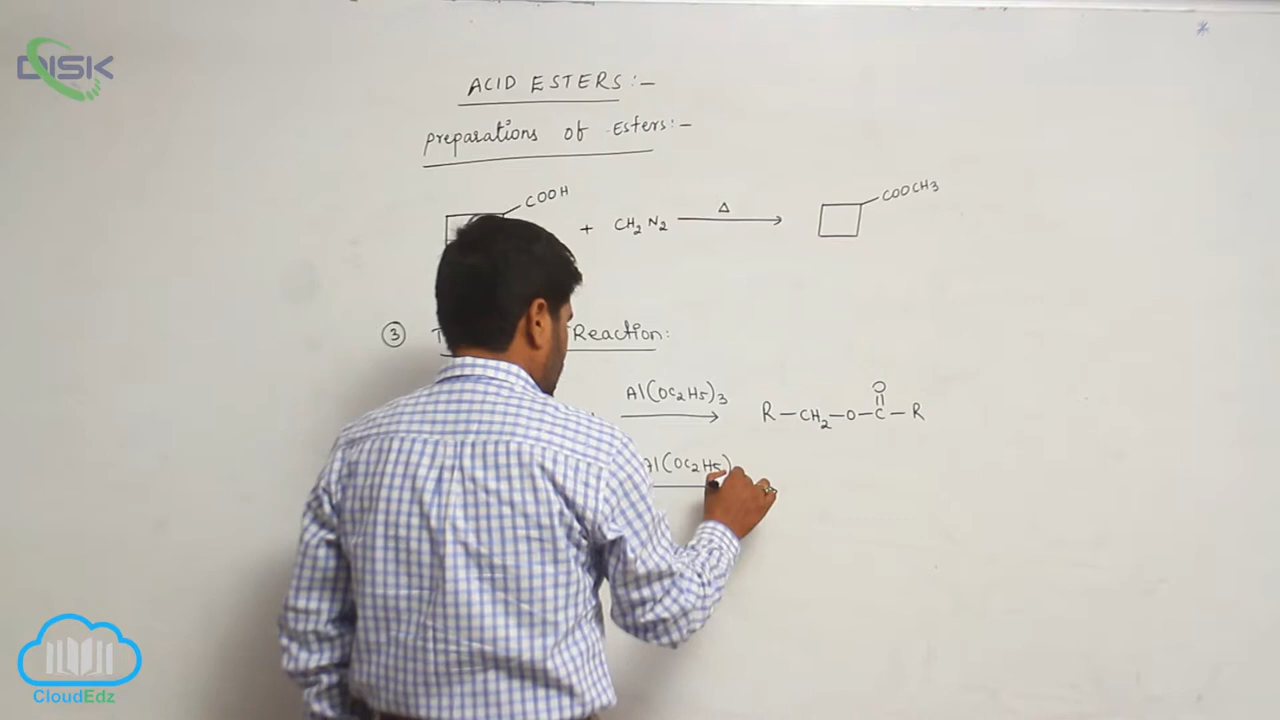 DISK
ACID ESTERS:-
preparations of Esters:-
COOH + CH2N2 Δ COOCH3
③ Reaction:
Al(OC2H5)3 R-CH2-O-C-R
O
Al(OC2H5)
CloudEdz